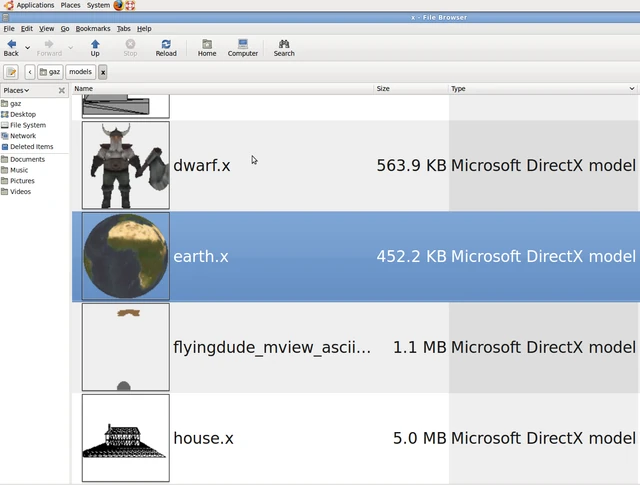 Applications Places System
x - File Browser
File Edit View Go Bookmarks Tabs Help
Back Forward Up Stop Reload Home Computer Search
gaz models x
Places Name Size Type
gaz
Desktop
File System
Network
Deleted Items
Documents
Music
Pictures
Videos
dwarf.x 563.9 KB Microsoft DirectX model
earth.x 452.2 KB Microsoft DirectX model
flyingdude_mview_ascii... 1.1 MB Microsoft DirectX model
house.x 5.0 MB Microsoft DirectX model